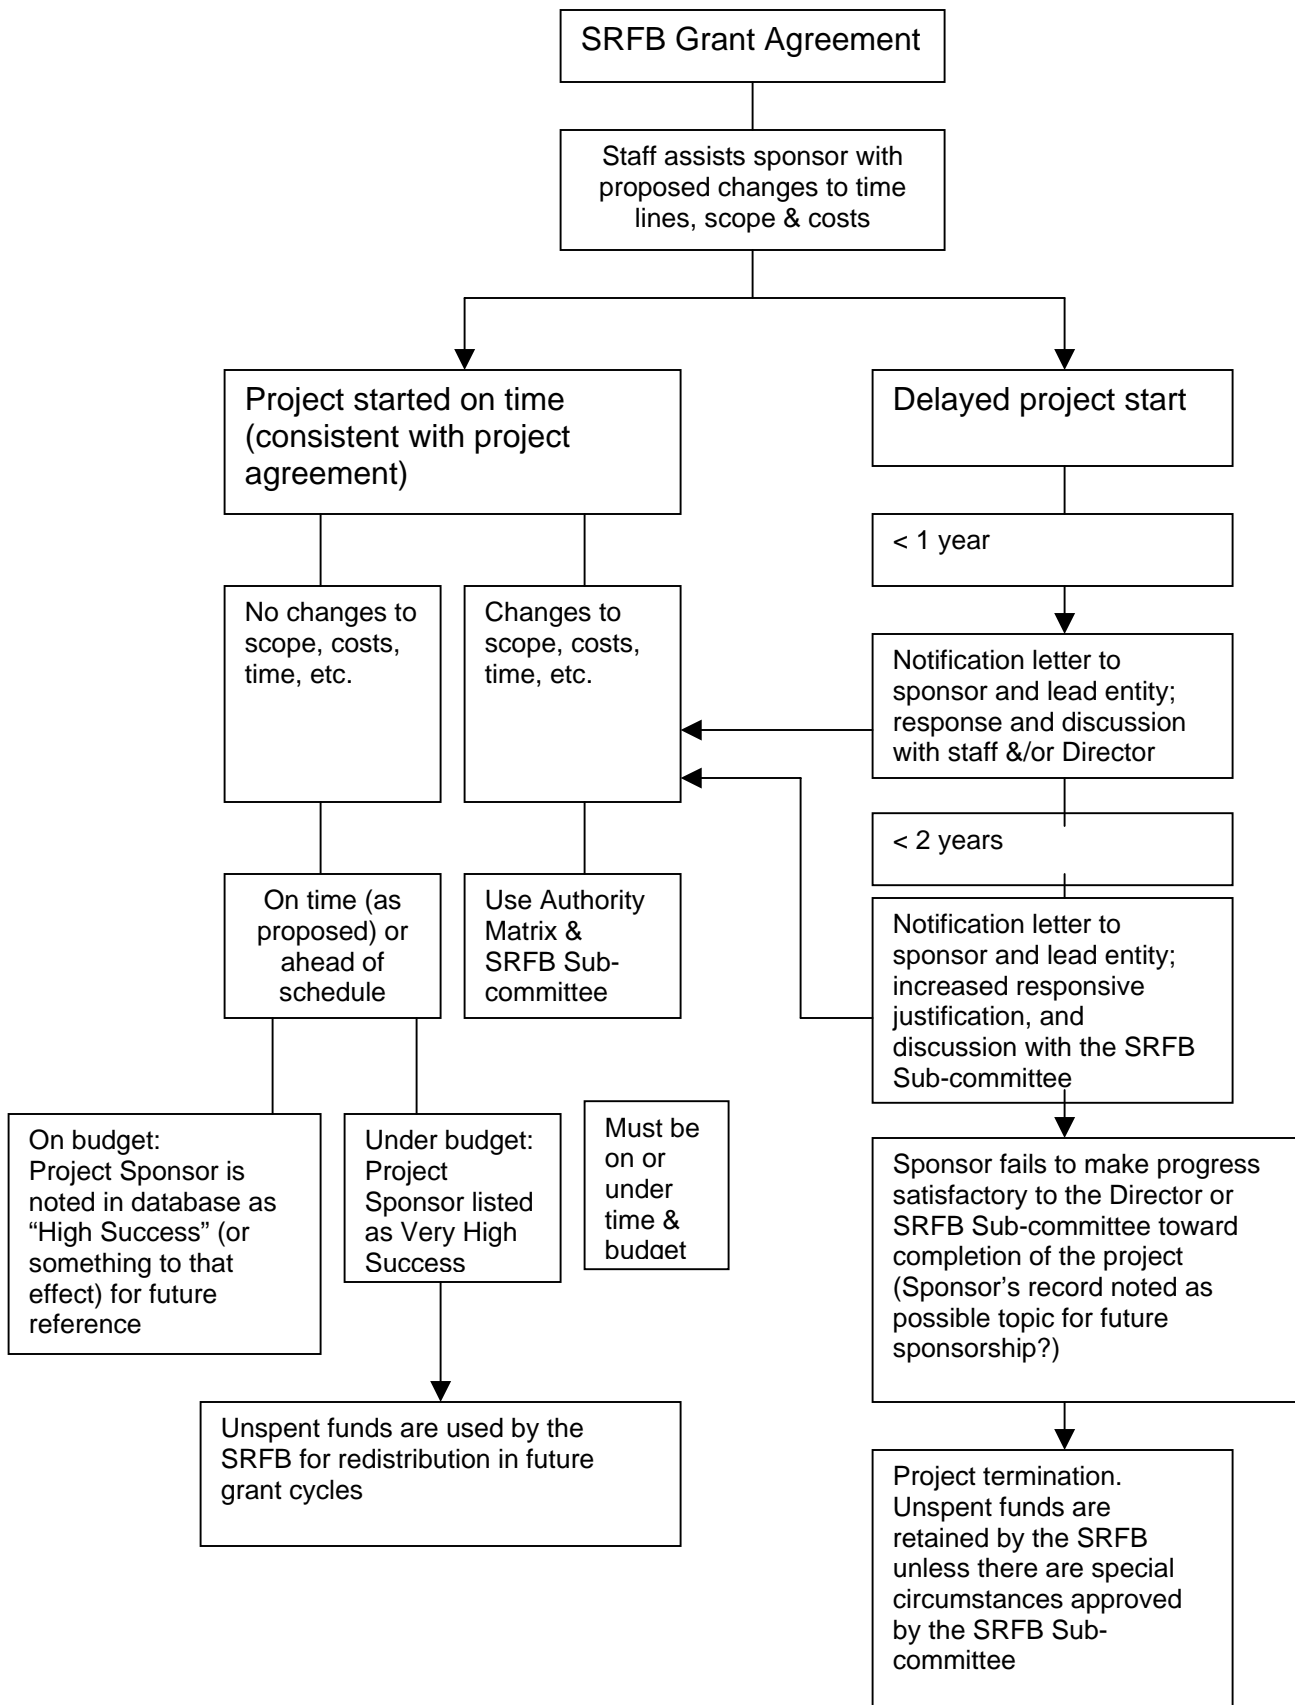 SRFB Grant Agreement
Staff assists sponsor with
proposed changes to time
lines, scope & costs
Project started on time
(consistent with project
agreement)
Delayed project start
< 1 year
No changes to
scope, costs,
time, etc.
Changes to
scope, costs,
time, etc.
Notification letter to
sponsor and lead entity;
response and discussion
with staff &/or Director
< 2 years
On time (as
proposed) or
ahead of
schedule
Use Authority
Matrix &
SRFB Sub-
committee
Notification letter to
sponsor and lead entity;
increased responsive
justification, and
discussion with the SRFB
Sub-committee
On budget:
Project Sponsor is
noted in database as
“High Success” (or
something to that
effect) for future
reference
Under budget:
Project
Sponsor listed
as Very High
Success
Must be
on or
under
time &
budget
Sponsor fails to make progress
satisfactory to the Director or
SRFB Sub-committee toward
completion of the project
(Sponsor’s record noted as
possible topic for future
sponsorship?)
Unspent funds are used by the
SRFB for redistribution in future
grant cycles
Project termination.
Unspent funds are
retained by the SRFB
unless there are special
circumstances approved
by the SRFB Sub-
committee